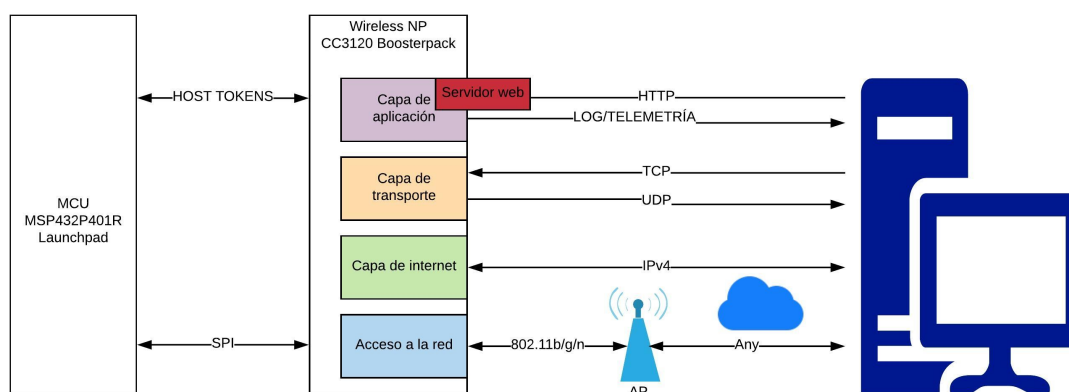 Wireless NP
CC3120 Boosterpack
HOST TOKENS
Capa de
aplicación
Servidor web
HTTP
LOG/TELEMETRÍA
MCU
MSP432P401R
Launchpad
Capa de
transporte
TCP
UDP
Capa de internet
IPv4
SPI
Acceso a la red
802.11b/g/n
Any
AP